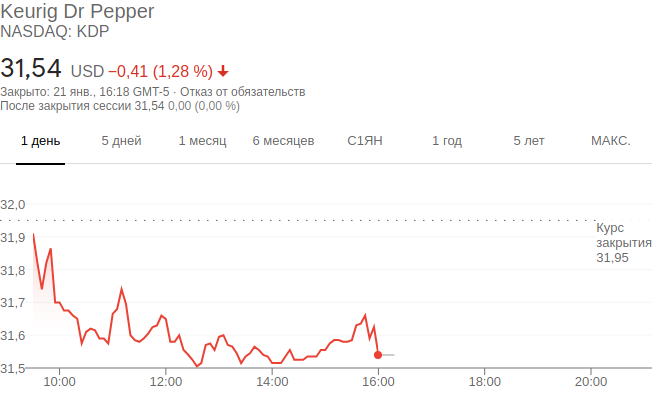 Keurig Dr Pepper
NASDAQ: KDP
31,54 USD −0,41 (1,28 %)
Закрыто: 21 янв., 16:18 GMT-5 · Отказ от обязательств
После закрытия сессии 31,54 0,00 (0,00 %)
1 день 5 дней 1 месяц 6 месяцев С1ЯН 1 год 5 лет МАКС.
32,0
31,9
31,8
31,7
31,6
31,5
Курс
закрытия
31,95
10:00 12:00 14:00 16:00 18:00 20:00